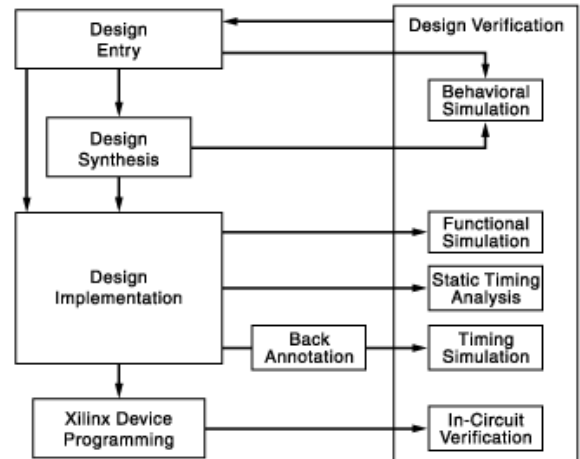 Design
Entry
Design Verification
Behavioral
Simulation
Design
Synthesis
Functional
Simulation
Design
Implementation
Static Timing
Analysis
Back
Annotation
Timing
Simulation
Xilinx Device
Programming
In-Circuit
Verification